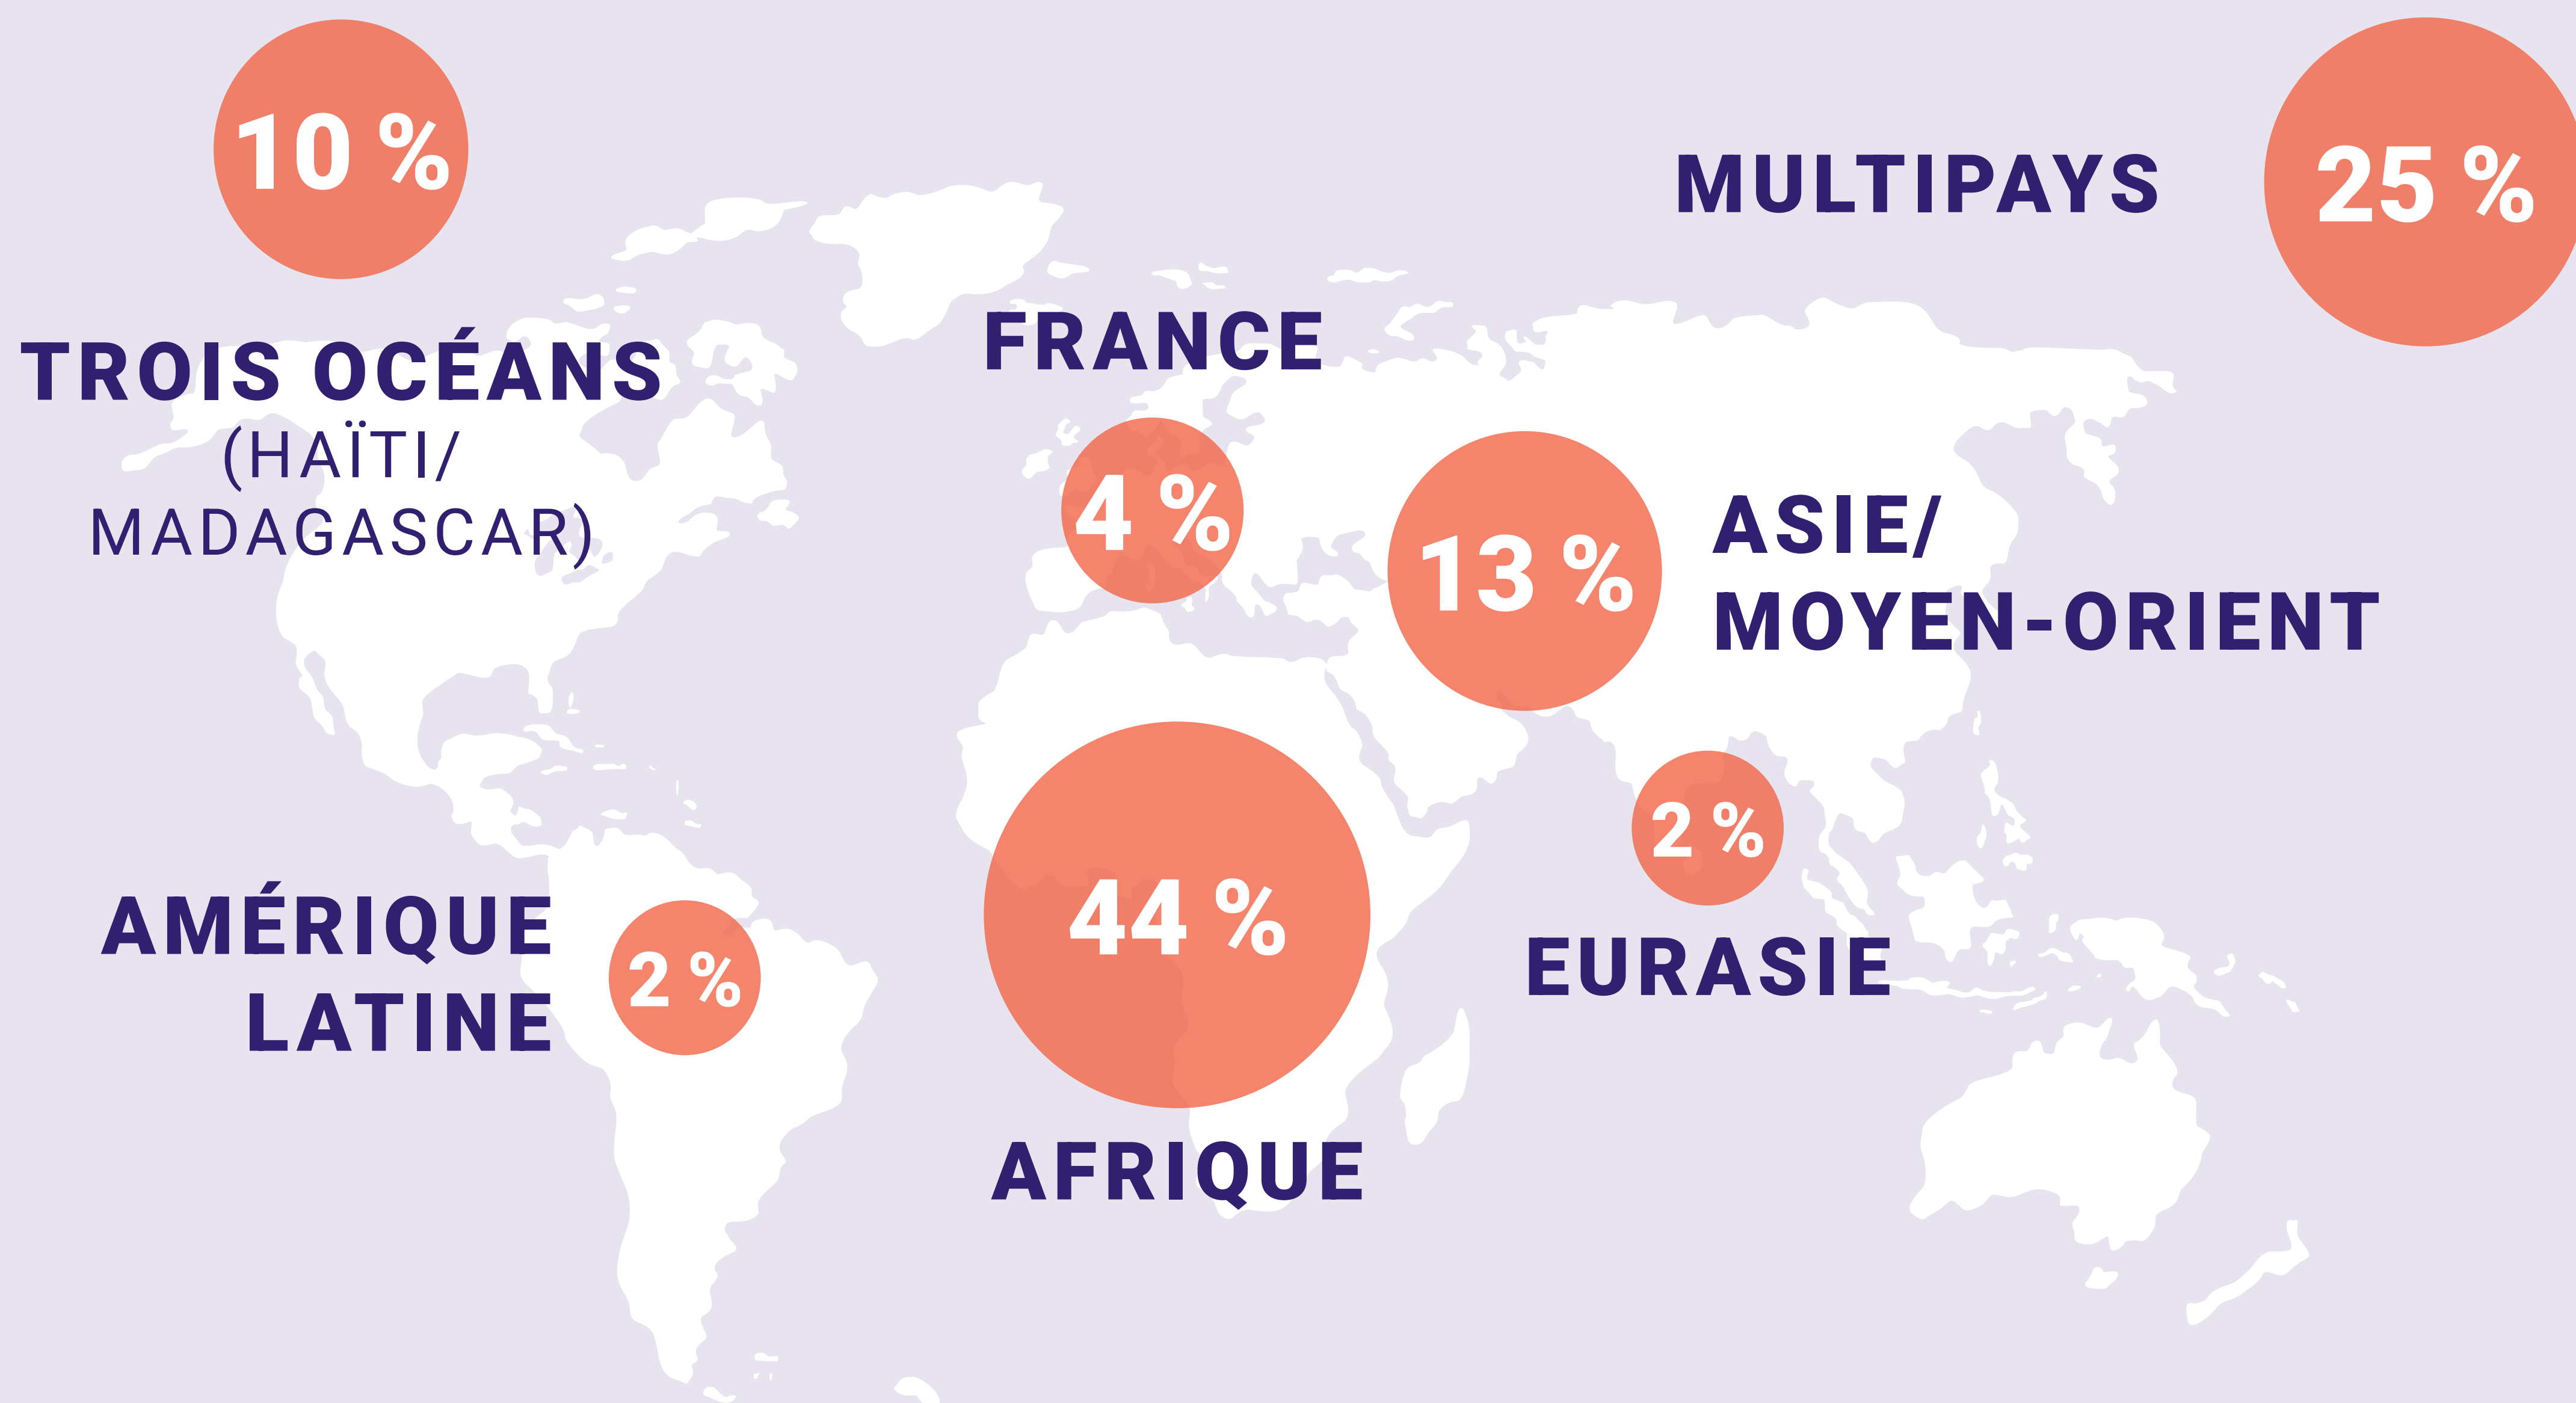 10 %
TROIS OCÉANS
(HAÏTI/
MADAGASCAR)
MULTIPAYS
25 %
FRANCE
4 %
13 %
ASIE/
MOYEN-ORIENT
2 %
EURASIE
AMÉRIQUE
LATINE
2 %
44 %
AFRIQUE